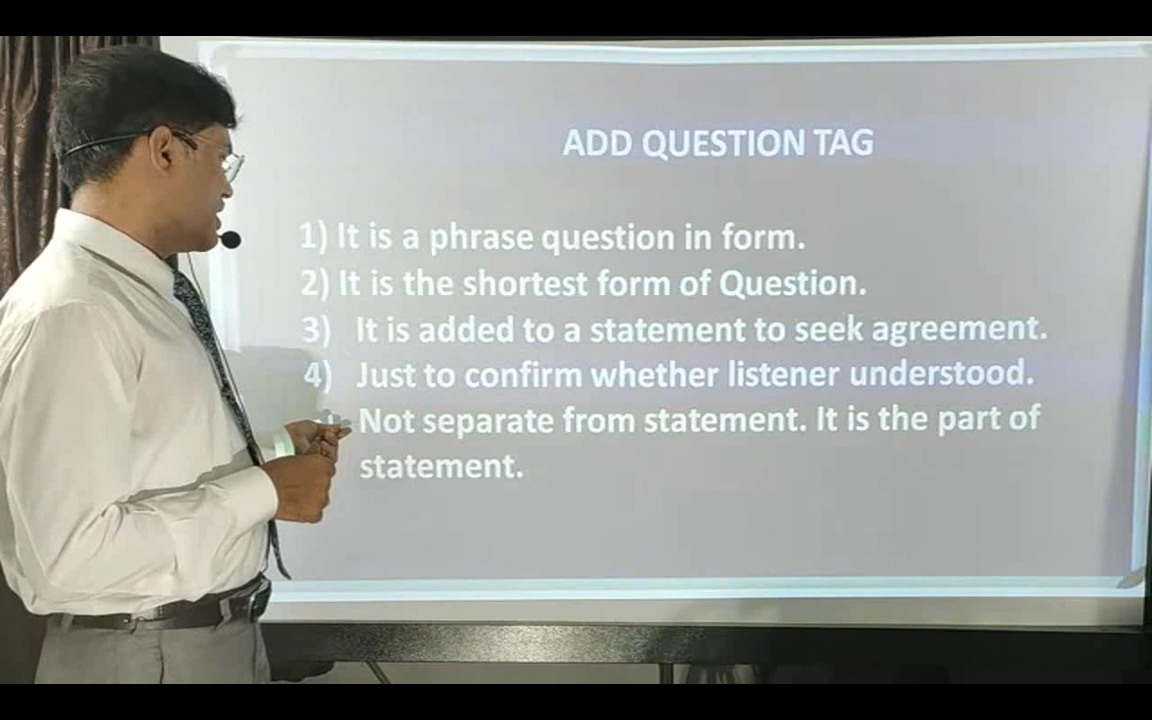 ADD QUESTION TAG
1) It is a phrase question in form.
2) It is the shortest form of Question.
3) It is added to a statement to seek agreement.
4) Just to confirm whether listener understood.
Not separate from statement. It is the part of
statement.